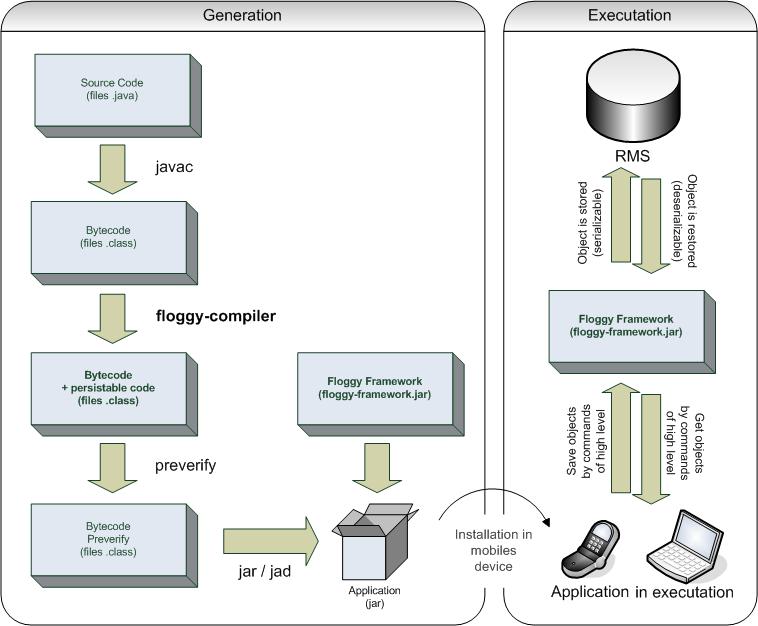 Generation
Source Code
(files .java)
javac
Bytecode
(files .class)
floggy-compiler
Bytecode
+ persistable code
(files .class)
Floggy Framework
(floggy-framework.jar)
preverify
Bytecode
Preverify
(files .class)
jar / jad
Application
(jar)
Installation in
mobiles
device
Executation
RMS
Object is stored
(serializable)
Object is restored
(deserializable)
Floggy Framework
(floggy-framework.jar)
Save objects
by commands
of high level
Get objects
by commands
of high level
Application in execution